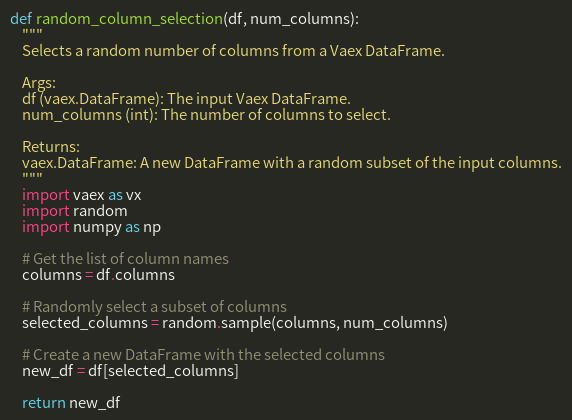 def random_column_selection(df, num_columns):
    """
    Selects a random number of columns from a Vaex DataFrame.

    Args:
    df (vaex.DataFrame): The input Vaex DataFrame.
    num_columns (int): The number of columns to select.

    Returns:
    vaex.DataFrame: A new DataFrame with a random subset of the input columns.
    """
    import vaex as vx
    import random
    import numpy as np

    # Get the list of column names
    columns = df.columns

    # Randomly select a subset of columns
    selected_columns = random.sample(columns, num_columns)

    # Create a new DataFrame with the selected columns
    new_df = df[selected_columns]

    return new_df